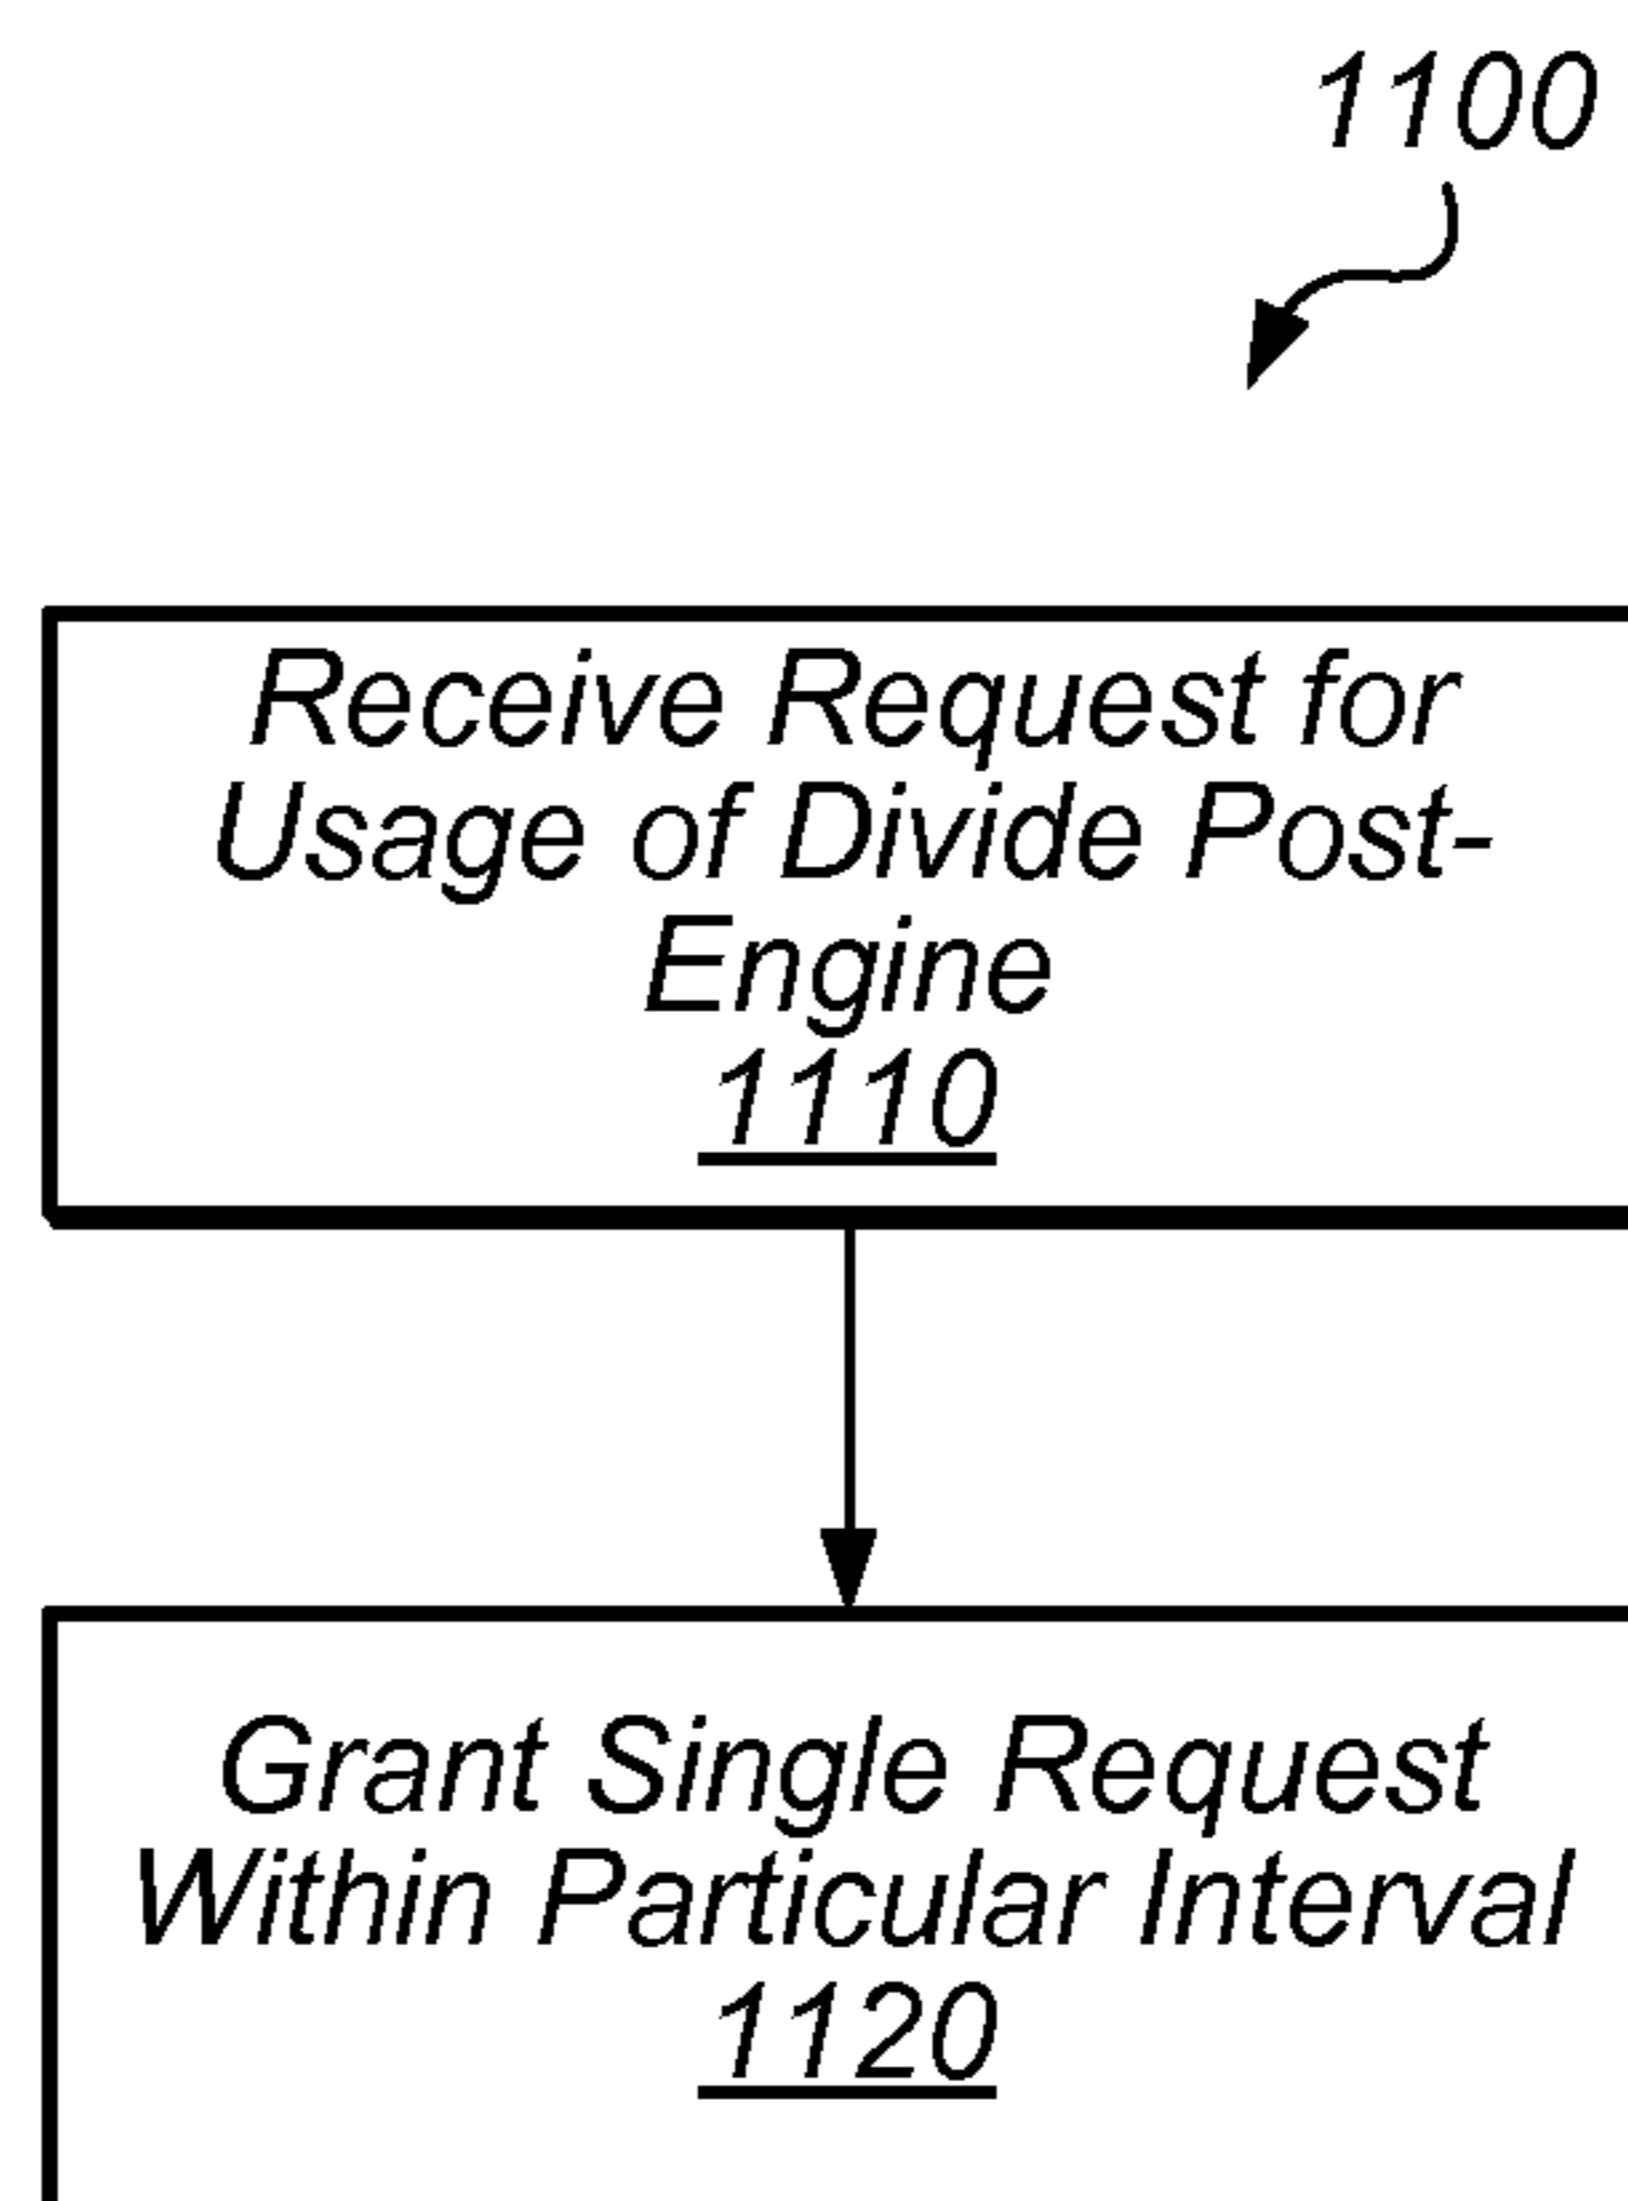 1100
Receive Request for
Usage of Divide Post-
Engine
1110
Grant Single Request
Within Particular Interval
1120